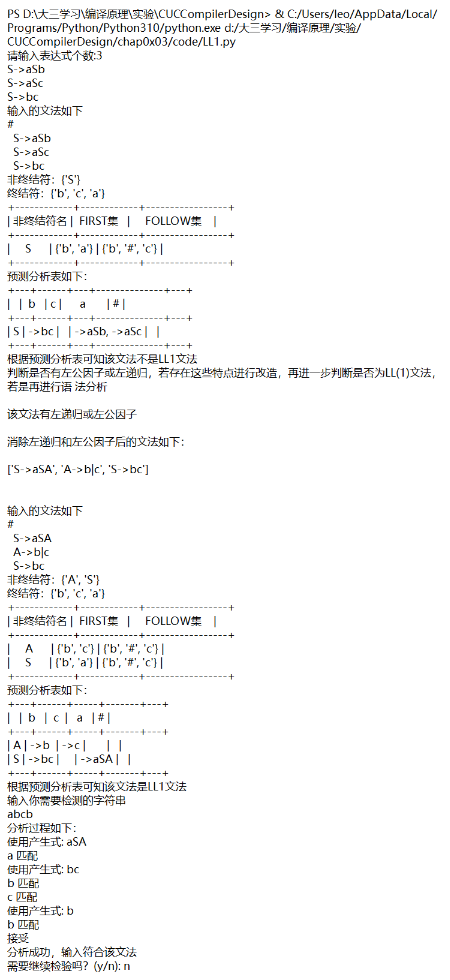 PS D:\大三学习\编译原理\实验\CUCCompilerDesign> & C:/Users/leo/AppData/Local/
Programs/Python/Python310/python.exe d:/大三学习/编译原理/实验/
CUCCompilerDesign/chap0x03/code/LL1.py
请输入表达式个数:3
S->aSb
S->aSc
S->bc
输入的文法如下
#
S->aSb
S->aSc
S->bc
非终结符：{'S'}
终结符：{'b', 'c', 'a'}
+------------+-----------+-----------------+
| 非终结符名 | FIRST集 | FOLLOW集 |
+------------+-----------+-----------------+
| S | {'b', 'a'} | {'b', '#', 'c'} |
+------------+-----------+-----------------+
预测分析表如下：
+---+------+---+--------------+---+
| | b | c | a | # |
+---+------+---+--------------+---+
| S | ->bc | | ->aSb, ->aSc | |
+---+------+---+--------------+---+
根据预测分析表可知该文法不是LL1文法
判断是否有左公因子或左递归，若存在这些特点进行改造，再进一步判断是否为LL(1)文法，
若是再进行语 法分析
该文法有左递归或左公因子
消除左递归和左公因子后的文法如下：
['S->aSA', 'A->b|c', 'S->bc']
输入的文法如下
#
S->aSA
A->b|c
S->bc
非终结符：{'A', 'S'}
终结符：{'b', 'c', 'a'}
+------------+-----------+-----------------+
| 非终结符名 | FIRST集 | FOLLOW集 |
+------------+-----------+-----------------+
| A | {'b', 'c'} | {'b', '#', 'c'} |
| S | {'b', 'a'} | {'b', '#', 'c'} |
+------------+-----------+-----------------+
预测分析表如下：
+---+------+-----+-------+---+
| | b | c | a | # |
+---+------+-----+-------+---+
| A | ->b | ->c | | |
| S | ->bc | | ->aSA | |
+---+------+-----+-------+---+
根据预测分析表可知该文法是LL1文法
输入你需要检测的字符串
abcb
分析过程如下：
使用产生式: aSA
a 匹配
使用产生式: bc
b 匹配
c 匹配
使用产生式: b
b 匹配
接受
分析成功，输入符合该文法
需要继续检验吗？(y/n): n